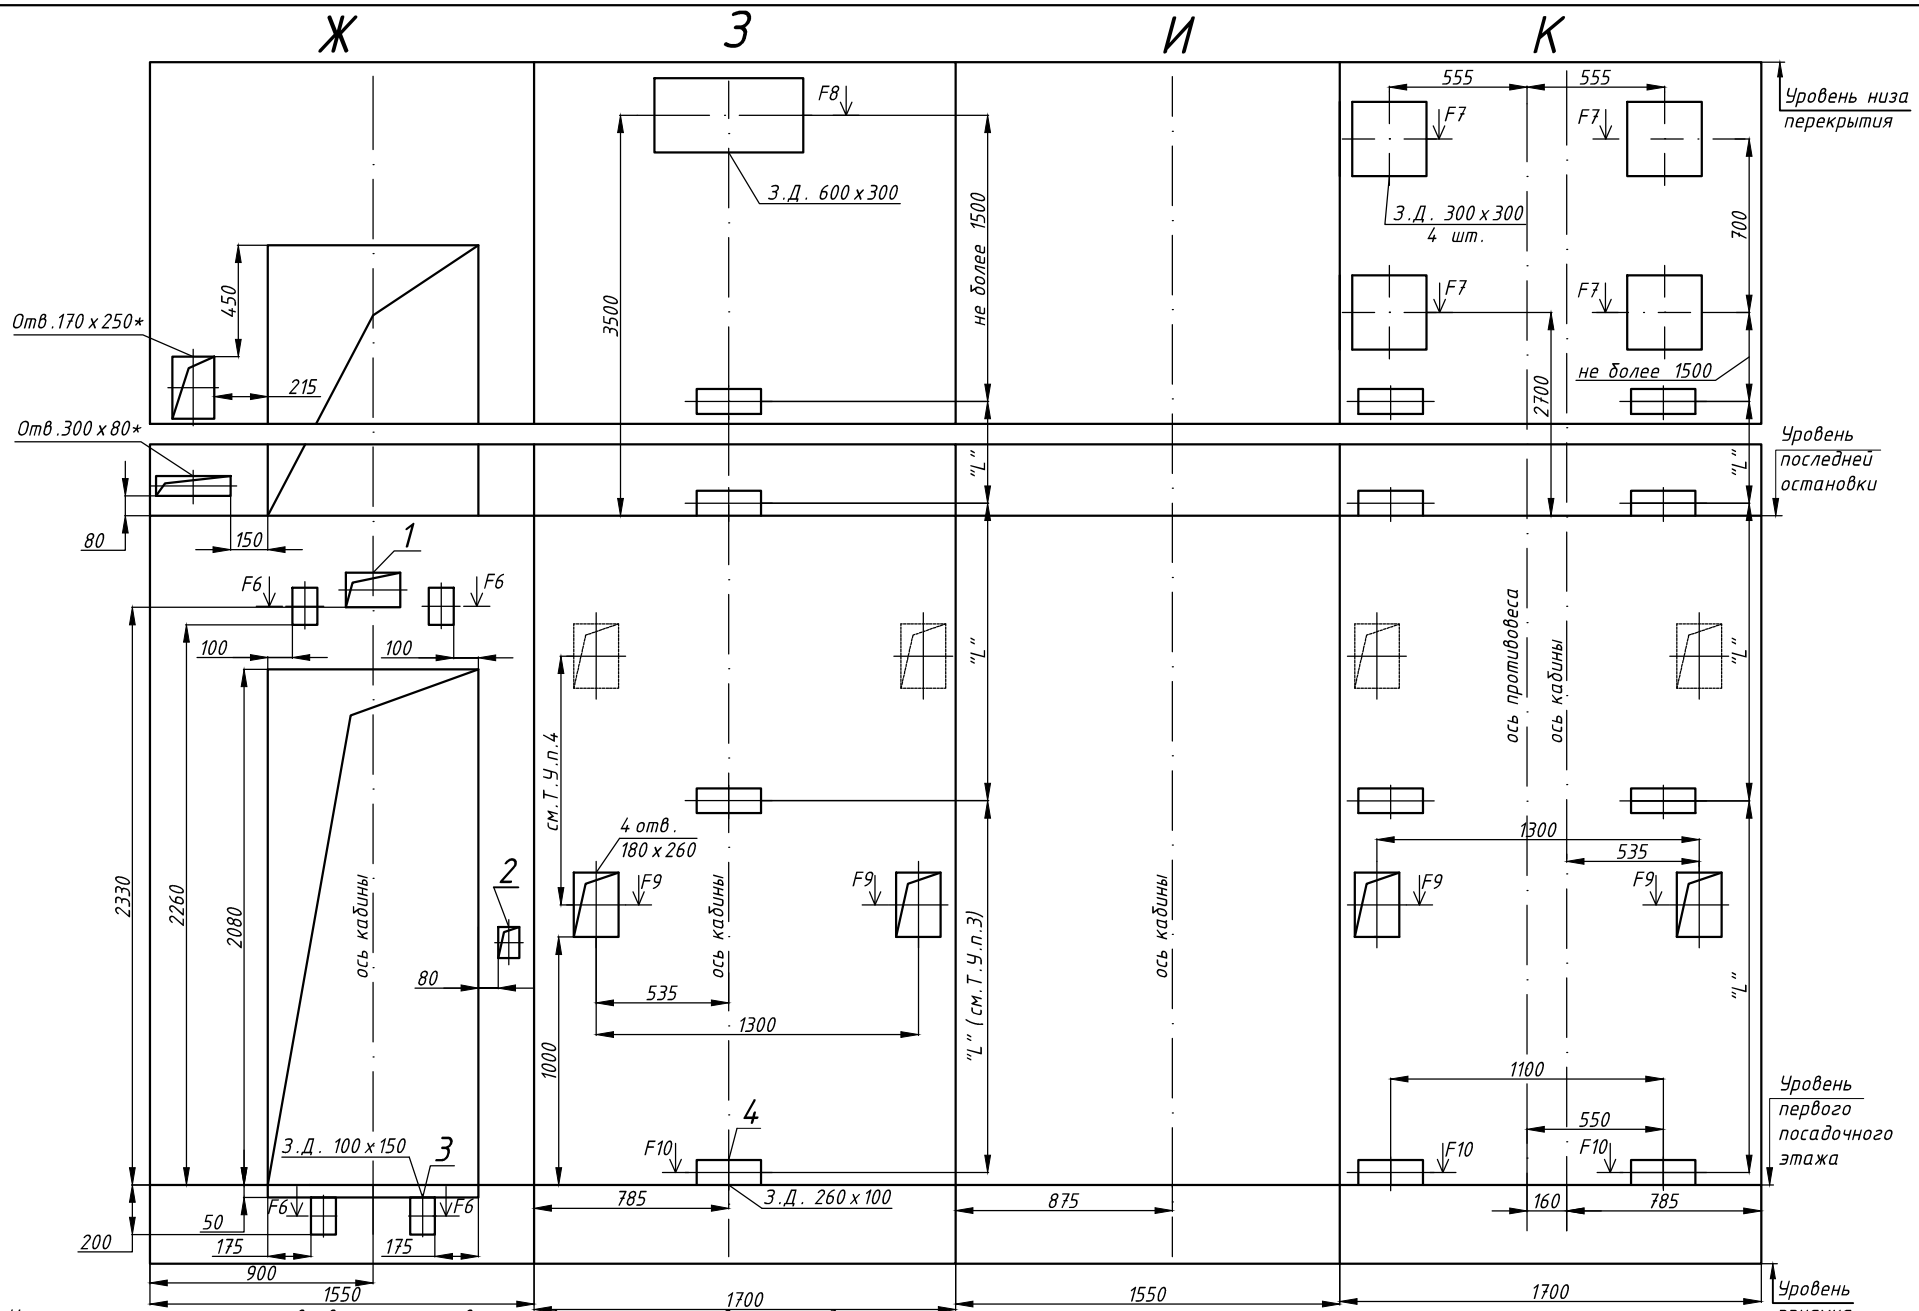 Ж
З
И
К
555
555
Уровень низа
перекрытия
F8
F7
F7
З.Д. 600 х 300
не более 1500
З.Д. 300 х 300
4 шт.
700
450
3500
F7
F7
Отв.170 х 250*
215
2700
не более 1500
Отв.300 х 80*
"L"
"L"
Уровень
последней
остановки
80
150
1
F6
F6
100
100
"L"
"L"
ось противовеса
ось кабины
см.Т.У.п.4
4 отв.
180 х 260
1300
535
2330
2260
2080
ось кабины
2
F9
F9
ось кабины
"L" (см.Т.У.п.3)
ось кабины
F9
F9
80
535
"L"
1300
1000
1100
Уровень
первого
посадочного
этажа
З.Д. 100 х 150
3
4
550
F10
F10
F10
F6
F6
50
785
З.Д. 260 х 100
875
160
785
200
175
175
900
1550
1700
1550
1700
Уровень